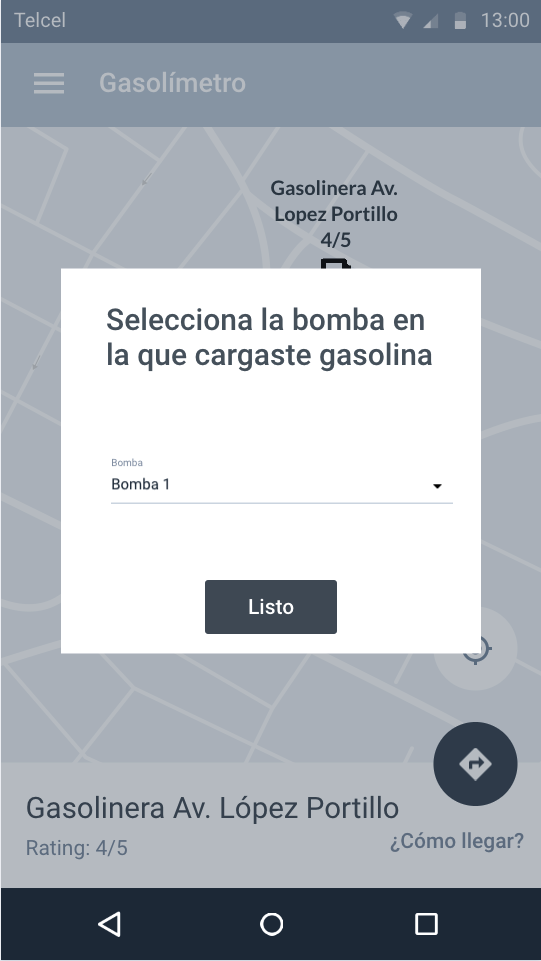 Telcel 13:00
Gasolímetro
Gasolinera Av.
Lopez Portillo
4/5
Selecciona la bomba en
la que cargaste gasolina
Bomba
Bomba 1
Listo
Gasolinera Av. López Portillo
Rating: 4/5
¿Cómo llegar?